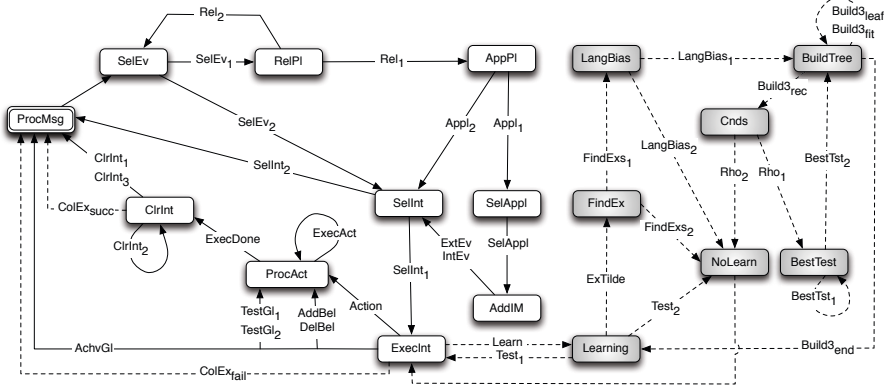 Rel2
Build3leaf
Build3fit
SelEv
SelEv1
RelPl
Rel1
AppPl
LangBias
LangBias1
BuildTree
Build3rec
ProcMsg
SelEv2
Appl2
Appl1
Cnds
ClrInt1
SelInt2
FindExs1
LangBias2
BestTst2
ClrInt3
Rho2
Rho1
ColExsucc
ClrInt
SelInt
SelAppl
FindEx
FindExs2
ClrInt2
ExecDone
ExecAct
ExtEv
IntEv
SelAppl
ProcAct
SelInt1
ExTilde
NoLearn
BestTest
TestGl1
TestGl2
AddBel
DelBel
Action
AddIM
Test2
BestTst1
AchvGl
ExecInt
Learn
Test1
Learning
Build3end
ColExfail